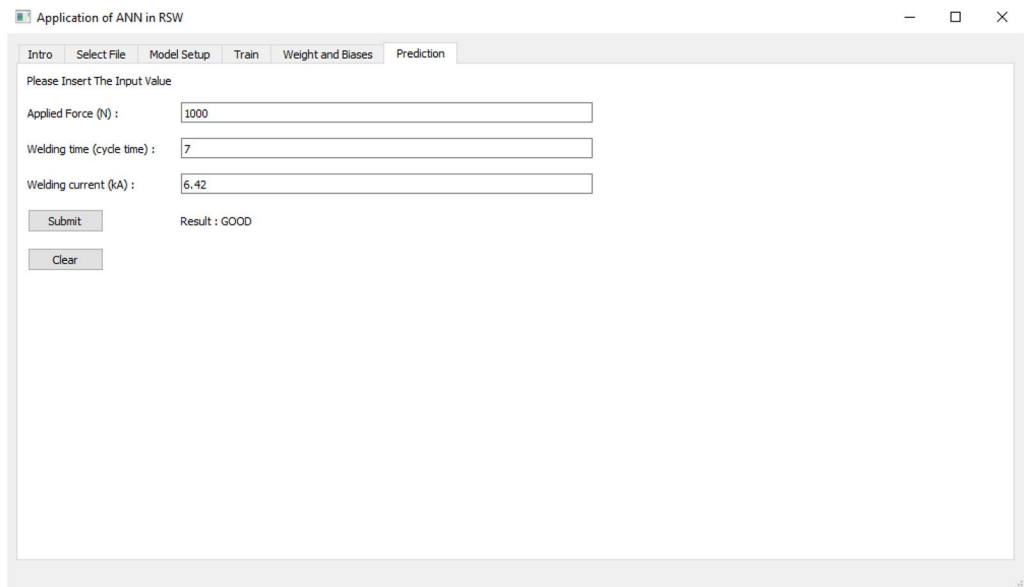 Application of ANN in RSW
Intro Select File Model Setup Train Weight and Biases Prediction
Please Insert The Input Value
Applied Force (N) : 1000
Welding time (cycle time) : 7
Welding current (kA) : 6.42
Submit Result : GOOD
Clear